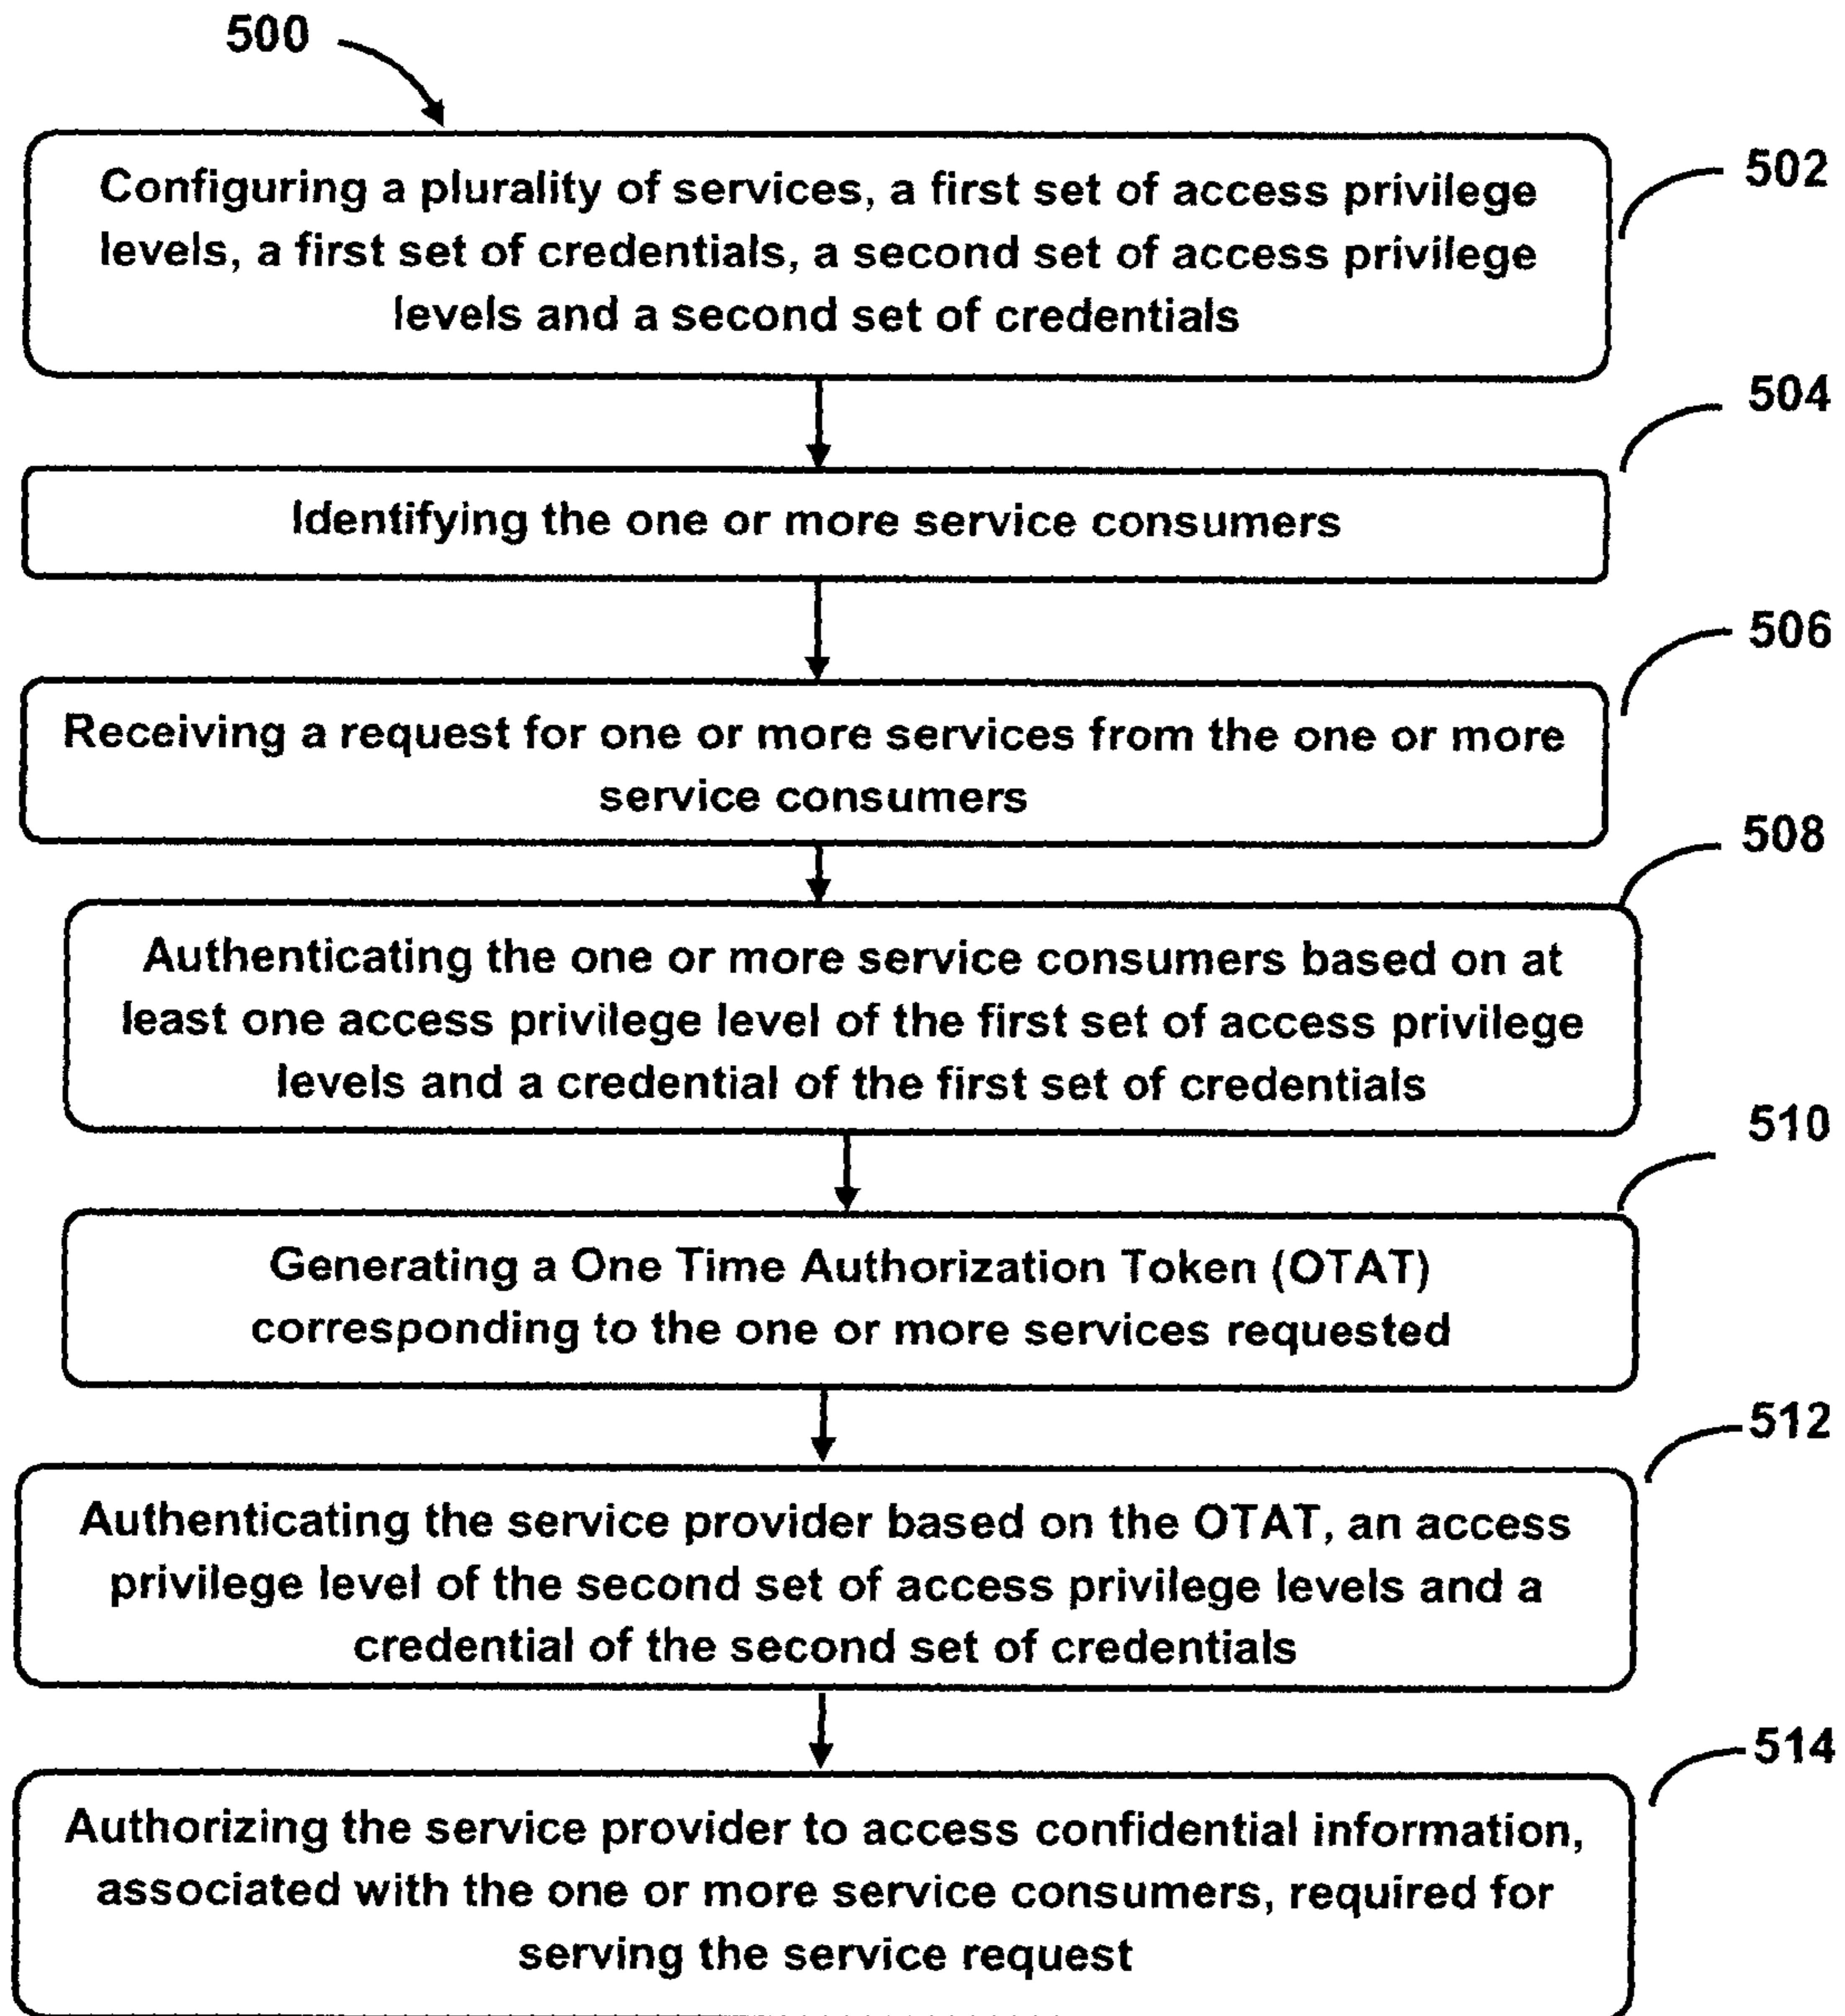 500
Configuring a plurality of services, a first set of access privilege
levels, a first set of credentials, a second set of access privilege
levels and a second set of credentials
502
504
Identifying the one or more service consumers
506
Receiving a request for one or more services from the one or more
service consumers
508
Authenticating the one or more service consumers based on at
least one access privilege level of the first set of access privilege
levels and a credential of the first set of credentials
510
Generating a One Time Authorization Token (OTAT)
corresponding to the one or more services requested
512
Authenticating the service provider based on the OTAT, an access
privilege level of the second set of access privilege levels and a
credential of the second set of credentials
514
Authorizing the service provider to access confidential information,
associated with the one or more service consumers, required for
serving the service request